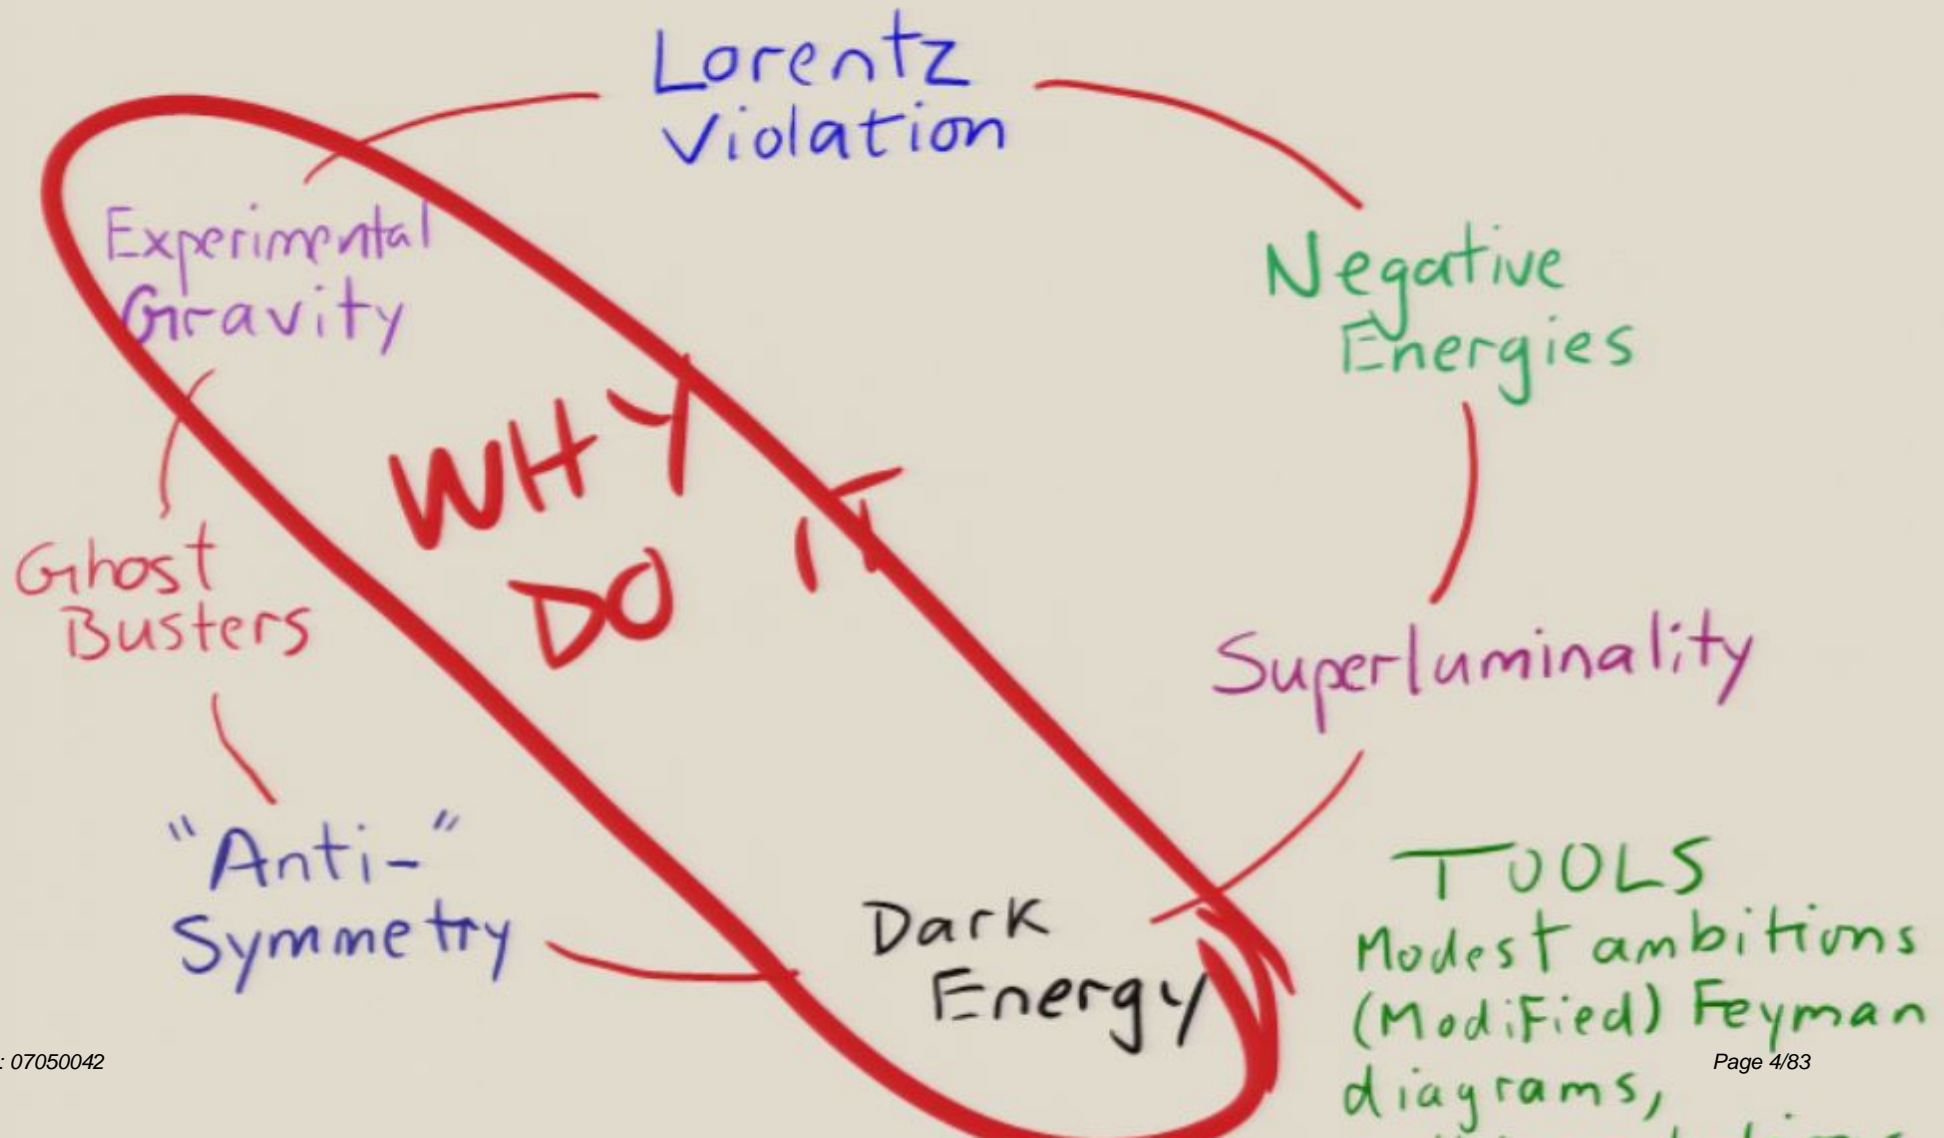 Lorentz
Violation
Experimental
Gravity
Negative
Energies
WHY
DO IT
Ghost
Busters
Superluminality
"Anti-"
Symmetry
Dark
Energy
TOOLS
Modest ambitions
(Modified) Feyman
: 07050042
Page 4/83
diagrams,